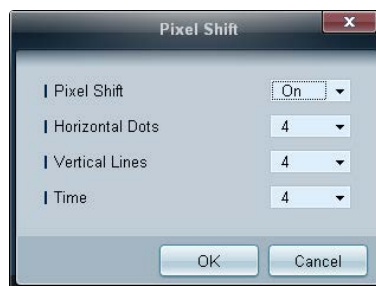 Pixel Shift
x
Pixel Shift On
Horizontal Dots 4
Vertical Lines 4
Time 4
OK Cancel